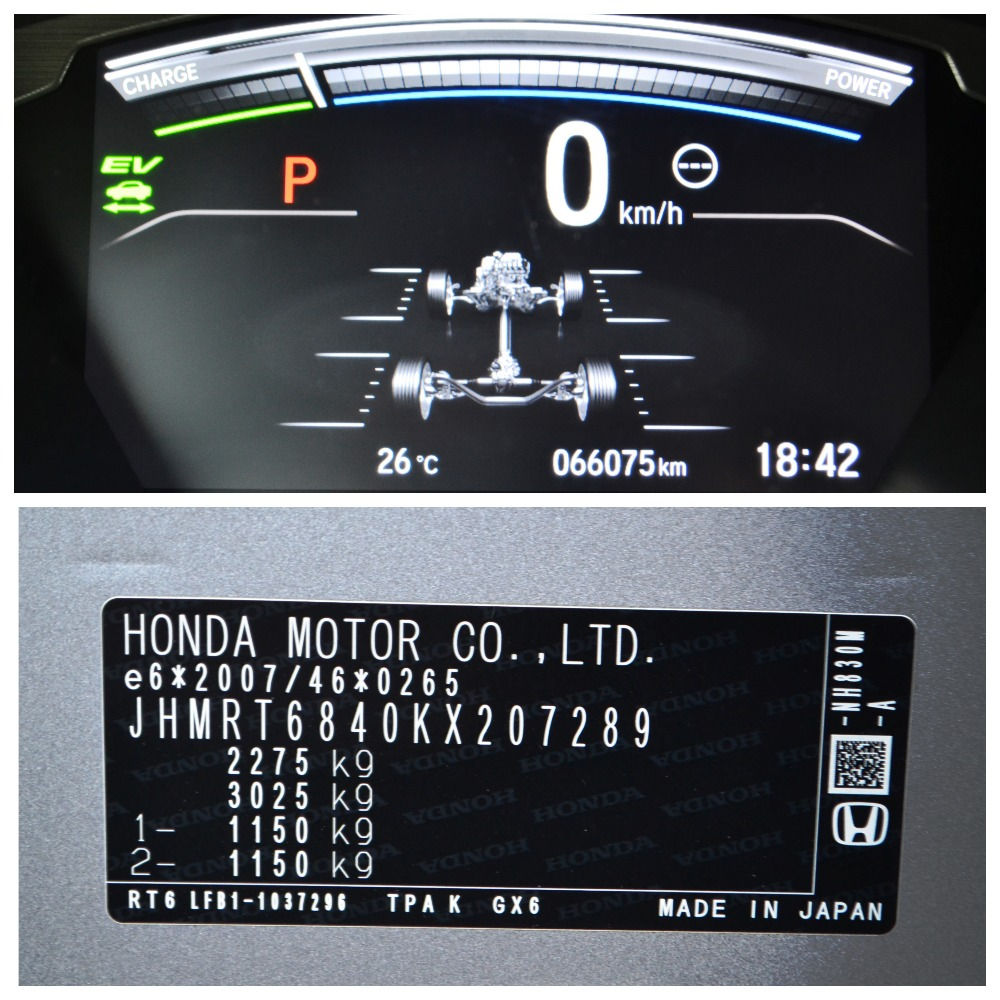 CHARGE
POWER
EV
P
0 km/h
---
26 °C
066075 km
18:42
HONDA MOTOR CO.,LTD.
e6*2007/46*0265
JHMRT6840KX207289
2275 kg
3025 kg
1- 1150 kg
2- 1150 kg
RT6 LFB1-1037296 TPA K GX6
MADE IN JAPAN
-NH830M
-A